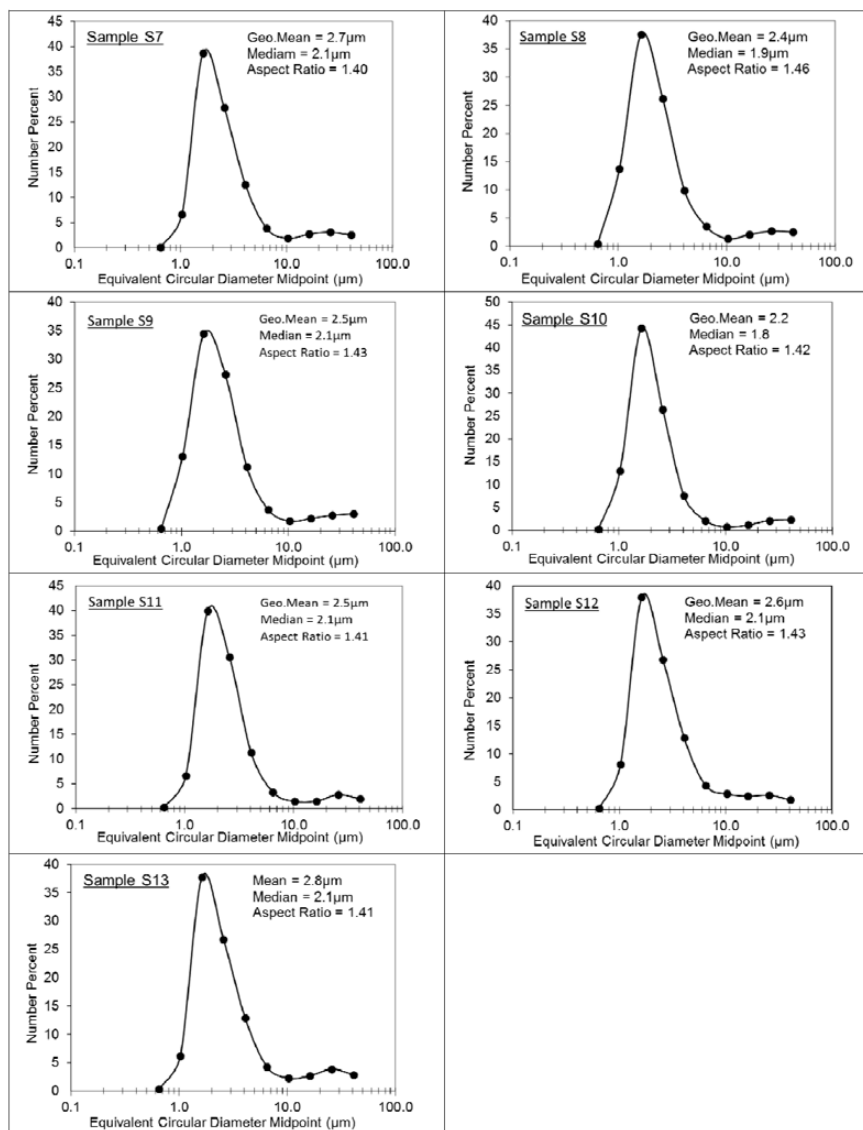 Sample S7
Geo.Mean = 2.7µm
Mediam = 2.1µm
Aspect Ratio = 1.40
Number Percent
45
40
35
30
25
20
15
10
5
0
0.1 1.0 10.0 100.0
Equivalent Circular Diameter Midpoint (µm)
Sample S8
Geo.Mean = 2.4µm
Median = 1.9µm
Aspect Ratio = 1.46
Number Percent
40
35
30
25
20
15
10
5
0
0.1 1.0 10.0 100.0
Equivalent Circular Diameter Midpoint (µm)
Sample S9
Geo.Mean = 2.5µm
Median = 2.1µm
Aspect Ratio = 1.43
Number Percent
40
35
30
25
20
15
10
5
0
0.1 1.0 10.0 100.0
Equivalent Circular Diameter Midpoint (µm)
Sample S10
Geo.Mean = 2.2
Median = 1.8
Aspect Ratio = 1.42
Number Percent
50
45
40
35
30
25
20
15
10
5
0
0.1 1.0 10.0 100.0
Equivalent Circular Diameter Midpoint (µm)
Sample S11
Geo.Mean = 2.5µm
Median = 2.1µm
Aspect Ratio = 1.41
Number Percent
45
40
35
30
25
20
15
10
5
0
0.1 1.0 10.0 100.0
Equivalent Circular Diameter Midpoint (µm)
Sample S12
Geo.Mean = 2.6µm
Median = 2.1µm
Aspect Ratio = 1.43
Number Percent
40
35
30
25
20
15
10
5
0
0.1 1.0 10.0 100.0
Equivalent Circular Diameter Midpoint (µm)
Sample S13
Mean = 2.8µm
Median = 2.1µm
Aspect Ratio = 1.41
Number Percent
40
35
30
25
20
15
10
5
0
0.1 1.0 10.0 100.0
Equivalent Circular Diameter Midpoint (µm)